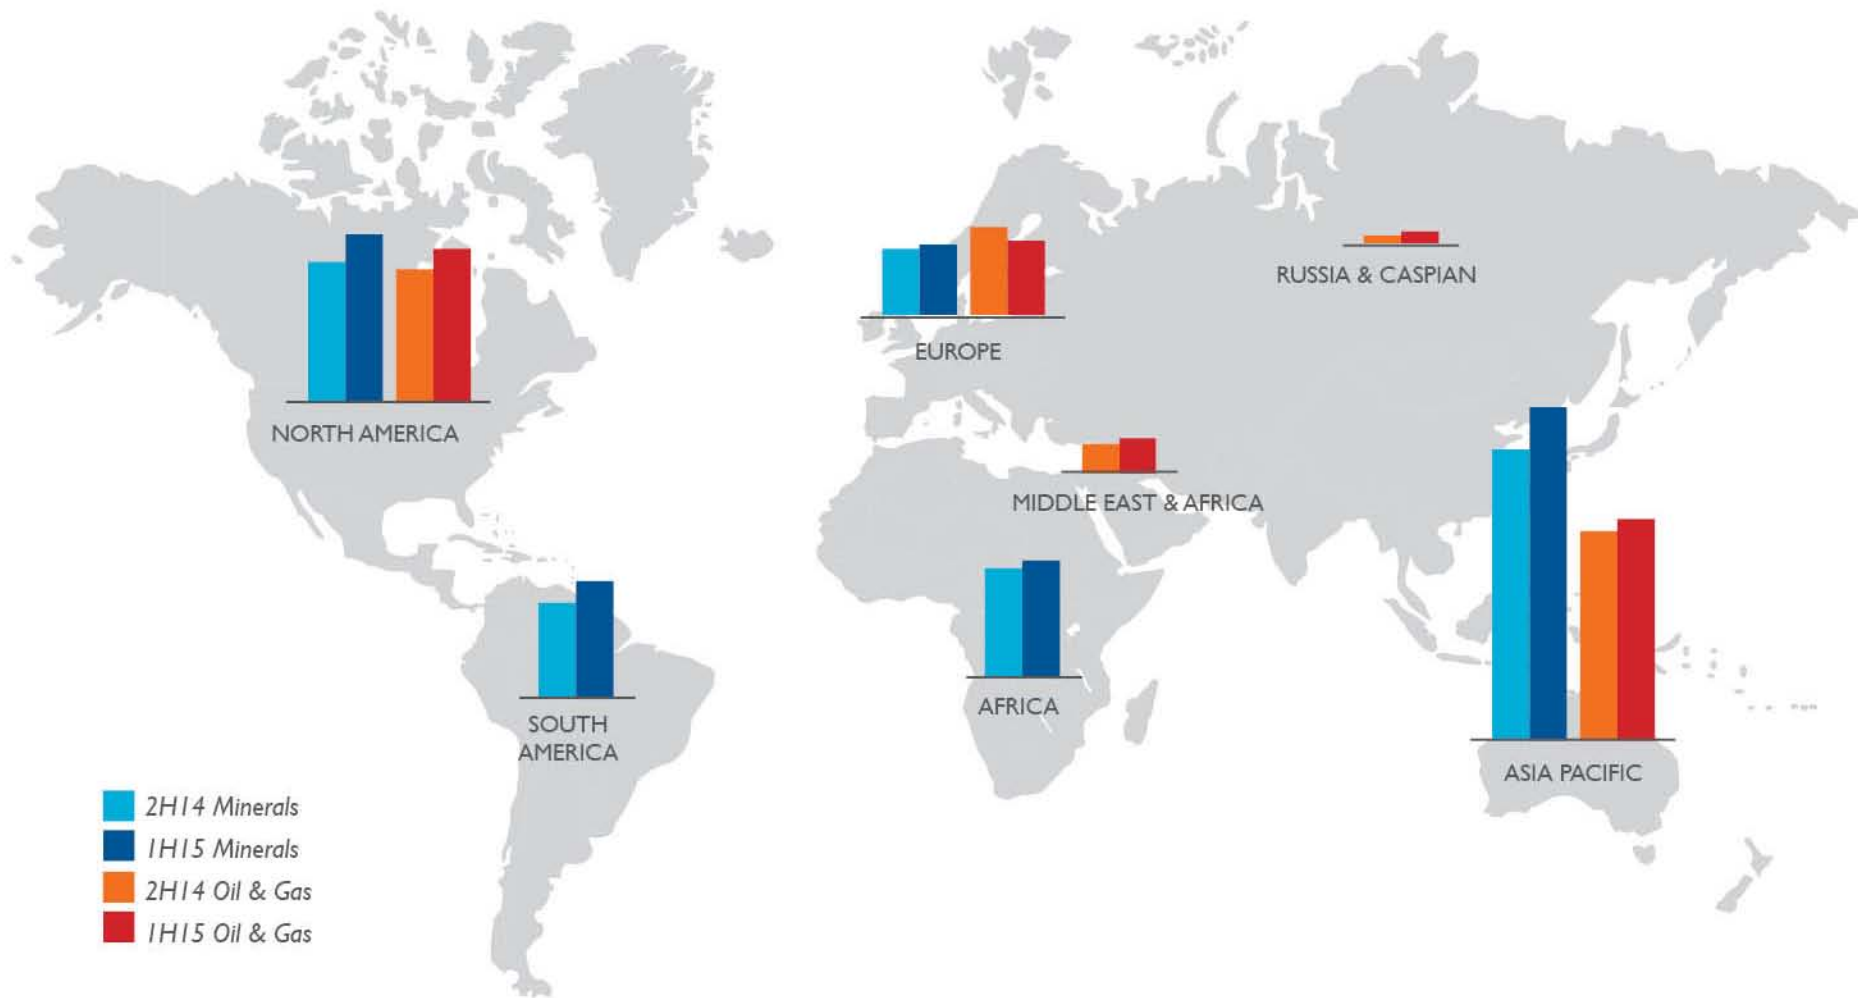 RUSSIA & CASPIAN
EUROPE
NORTH AMERICA
MIDDLE EAST & AFRICA
AFRICA
SOUTH
AMERICA
ASIA PACIFIC
2H14 Minerals
1H15 Minerals
2H14 Oil & Gas
1H15 Oil & Gas